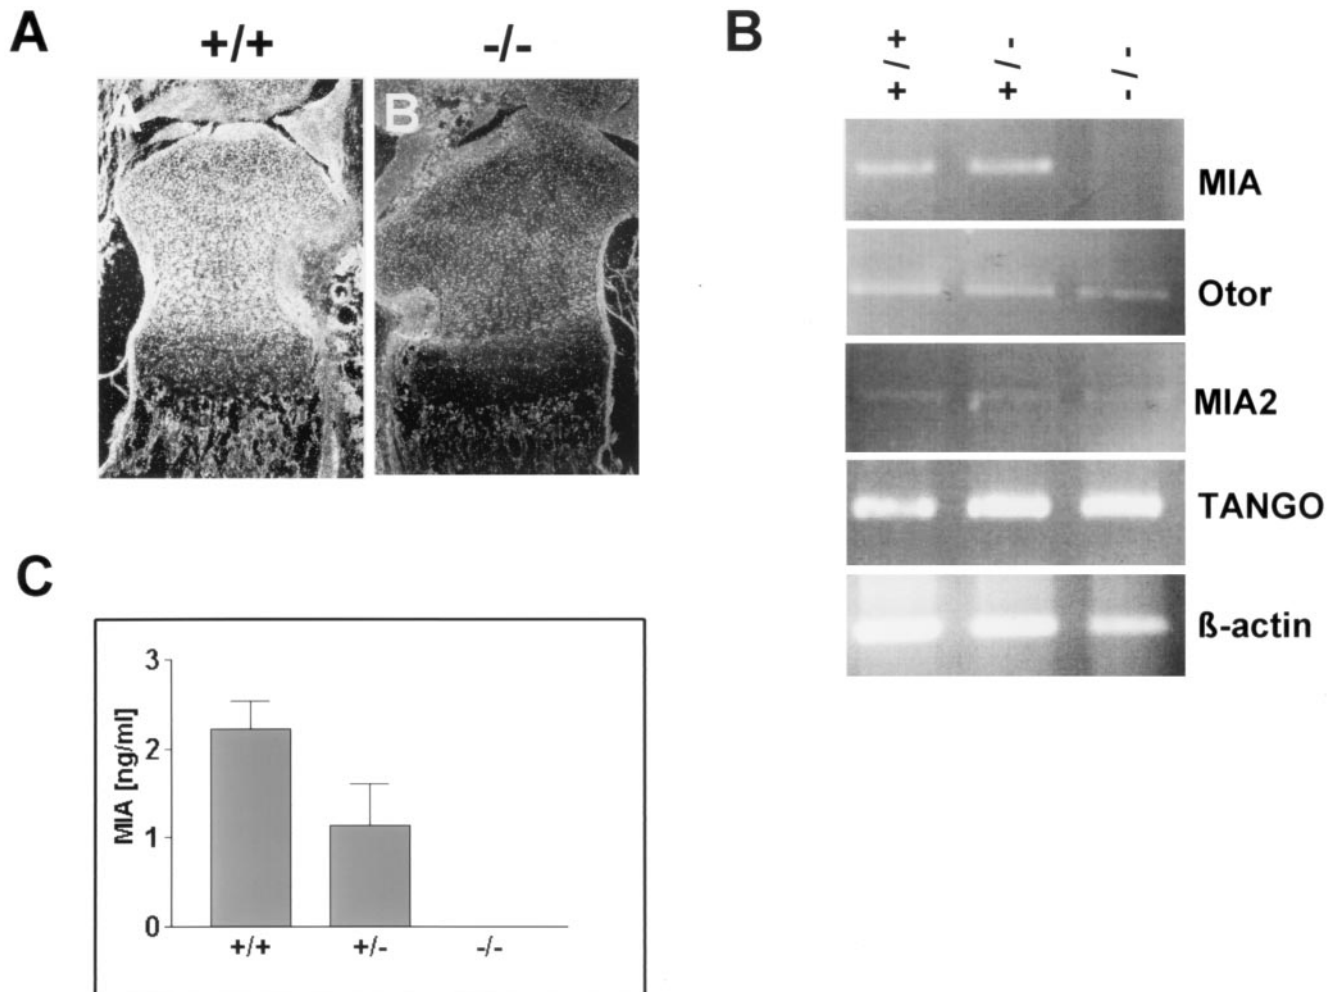 A
+/+
-/-
A
B
B
+/+
+/-
-/-
MIA
Otor
MIA2
TANGO
ß-actin
C
MIA [ng/ml]
3
2
1
0
+/+
+/-
-/-